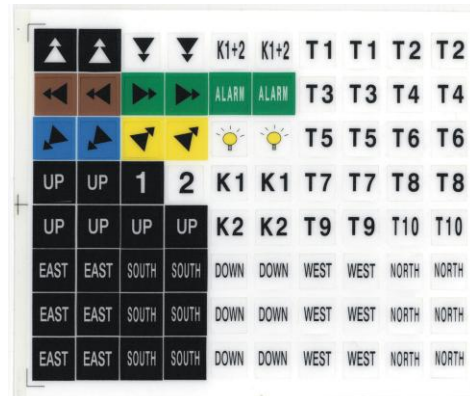 K1+2 K1+2 T1 T1 T2 T2
ALARM ALARM T3 T3 T4 T4
T5 T5 T6 T6
UP UP 1 2 K1 K1 T7 T7 T8 T8
UP UP UP UP K2 K2 T9 T9 T10 T10
EAST EAST SOUTH SOUTH DOWN DOWN WEST WEST NORTH NORTH
EAST EAST SOUTH SOUTH DOWN DOWN WEST WEST NORTH NORTH
EAST EAST SOUTH SOUTH DOWN DOWN WEST WEST NORTH NORTH